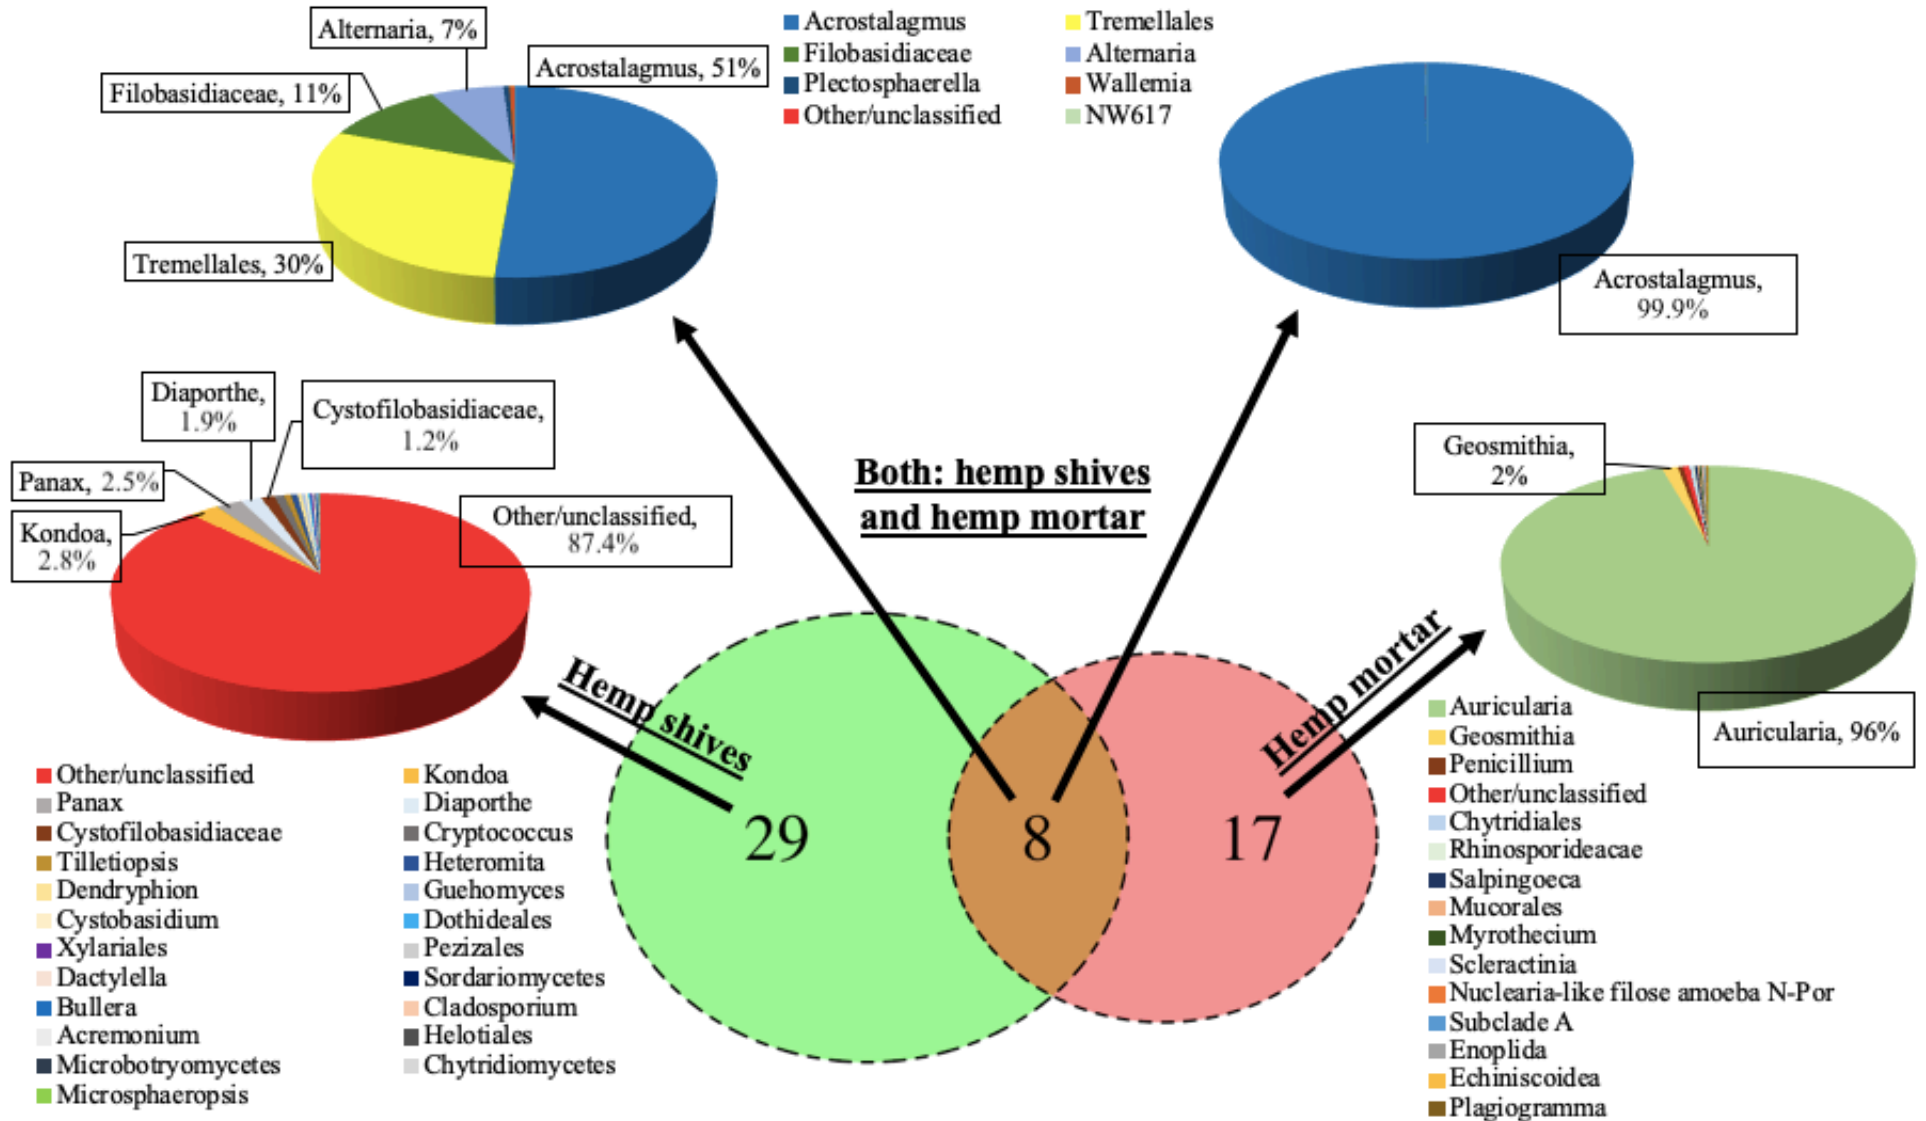 Alternaria, 7%
Acrostalagmus, 51%
Filobasidiaceae, 11%
Tremellales, 30%
Acrostalagmus
Tremellales
Filobasidiaceae
Alternaria
Plectosphaerella
Wallemia
Other/unclassified
NW617
Acrostalagmus,
99.9%
Diaporthe,
1.9%
Cystofilobasidiaceae,
1.2%
Panax, 2.5%
Kondoa,
2.8%
Other/unclassified,
87.4%
Both: hemp shives
and hemp mortar
Geosmithia,
2%
Auricularia, 96%
Hemp shives
Hemp mortar
29
8
17
Other/unclassified
Kondoa
Panax
Diaporthe
Cystofilobasidiaceae
Cryptococcus
Tilletiopsis
Heteromita
Dendryphion
Guehomyces
Cystobasidium
Dothideales
Xylariales
Pezizales
Dactylella
Sordariomycetes
Bullera
Cladosporium
Acremonium
Helotiales
Microbotryomycetes
Chytridiomycetes
Microsphaeropsis
Auricularia
Geosmithia
Penicillium
Other/unclassified
Chytridiales
Rhinosporideacae
Salpingoeca
Mucorales
Myrothecium
Scleractinia
Nuclearia-like filose amoeba N-Por
Subclade A
Enoplida
Echiniscoidea
Plagiogramma